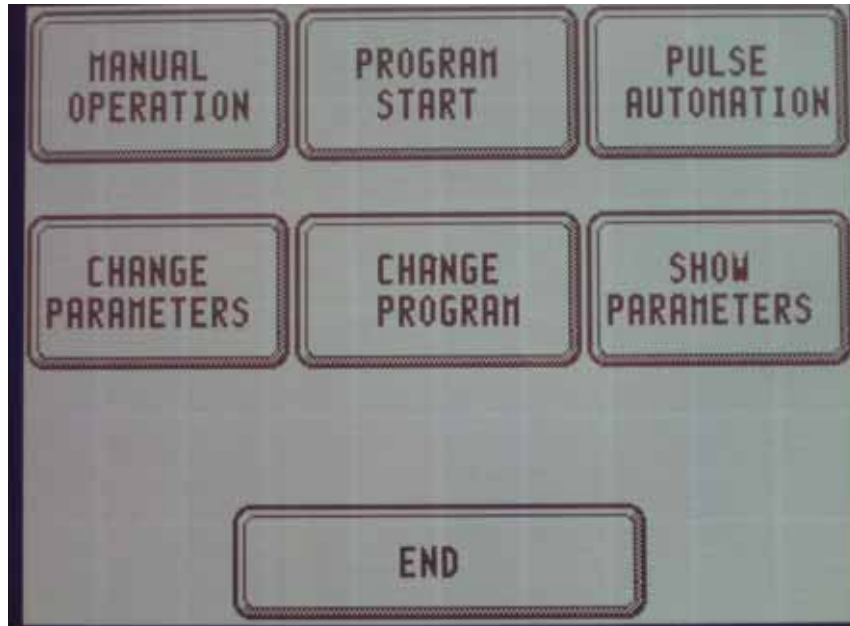 MANUAL
OPERATION
PROGRAM
START
PULSE
AUTOMATION
CHANGE
PARAMETERS
CHANGE
PROGRAM
SHOW
PARAMETERS
END